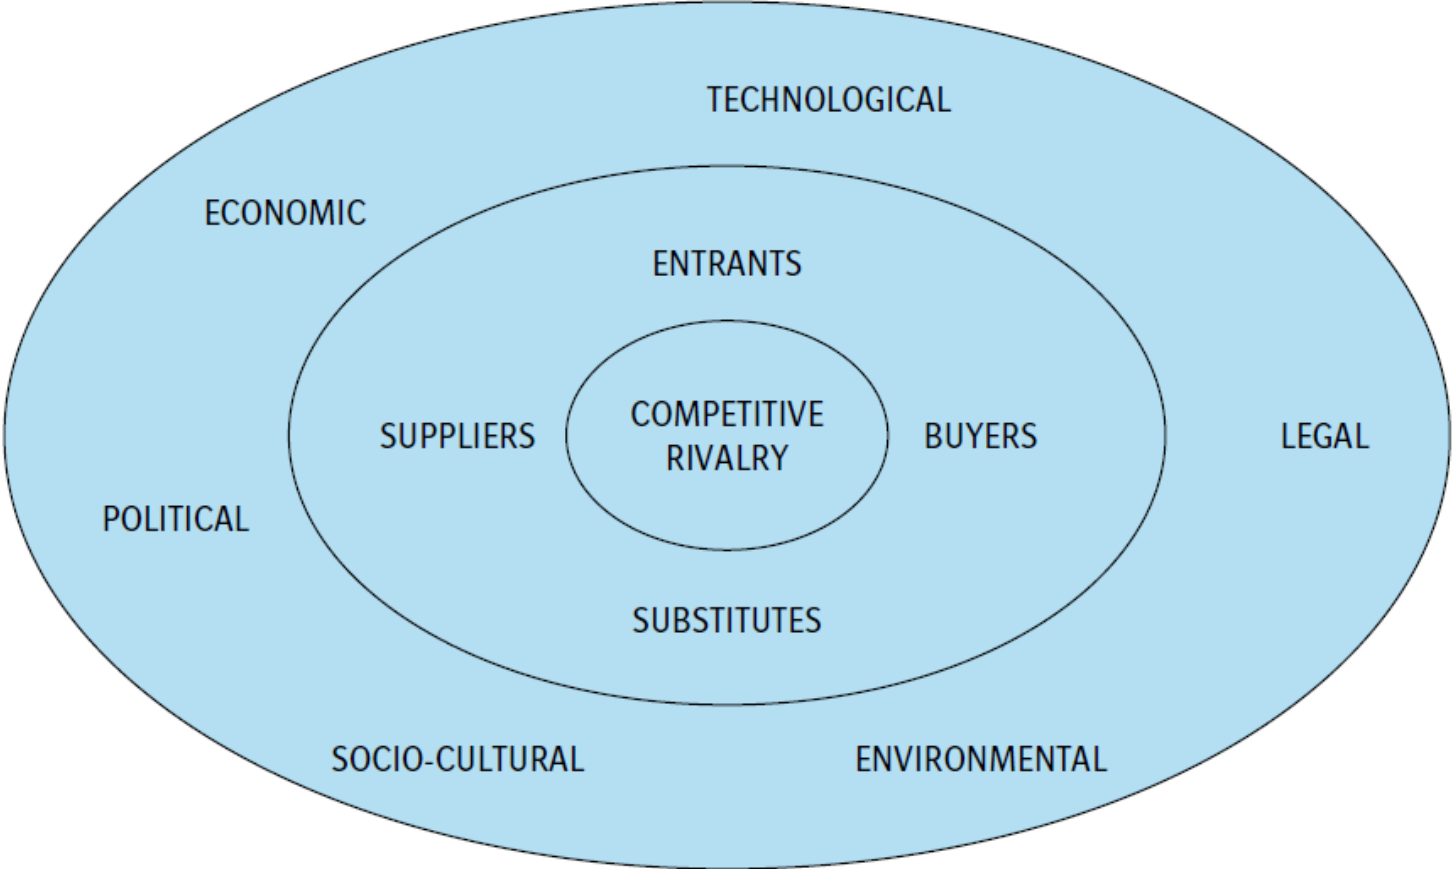 TECHNOLOGICAL
ECONOMIC
ENTRANTS
COMPETITIVE
RIVALRY
SUPPLIERS
BUYERS
LEGAL
POLITICAL
SUBSTITUTES
SOCIO-CULTURAL
ENVIRONMENTAL